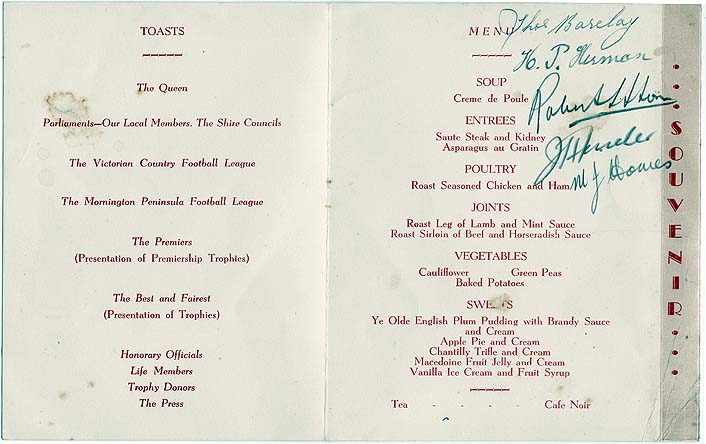 TOASTS
The Queen
Parliaments—Our Local Members. The Shire Councils
The Victorian Country Football League
The Mornington Peninsula Football League
The Premiers
(Presentation of Premiership Trophies)
The Best and Fairest
(Presentation of Trophies)
Honorary Officials
Life Members
Trophy Donors
The Press
MENU
Thos Barclay
H. J. Herman
SOUP
Creme de Poule
ENTREES
Saute Steak and Kidney
Asparagus au Gratin
POULTRY
Roast Seasoned Chicken and Ham
JOINTS
Roast Leg of Lamb and Mint Sauce
Roast Sirloin of Beef and Horseradish Sauce
VEGETABLES
Cauliflower Green Peas
Baked Potatoes
SWEETS
Ye Olde English Plum Pudding with Brandy Sauce
and Cream
Apple Pie and Cream
Chantilly Trifle and Cream
Macedoine Fruit Jelly and Cream
Vanilla Ice Cream and Fruit Syrup
Tea - - - - Cafe Noir
SOUVENIR